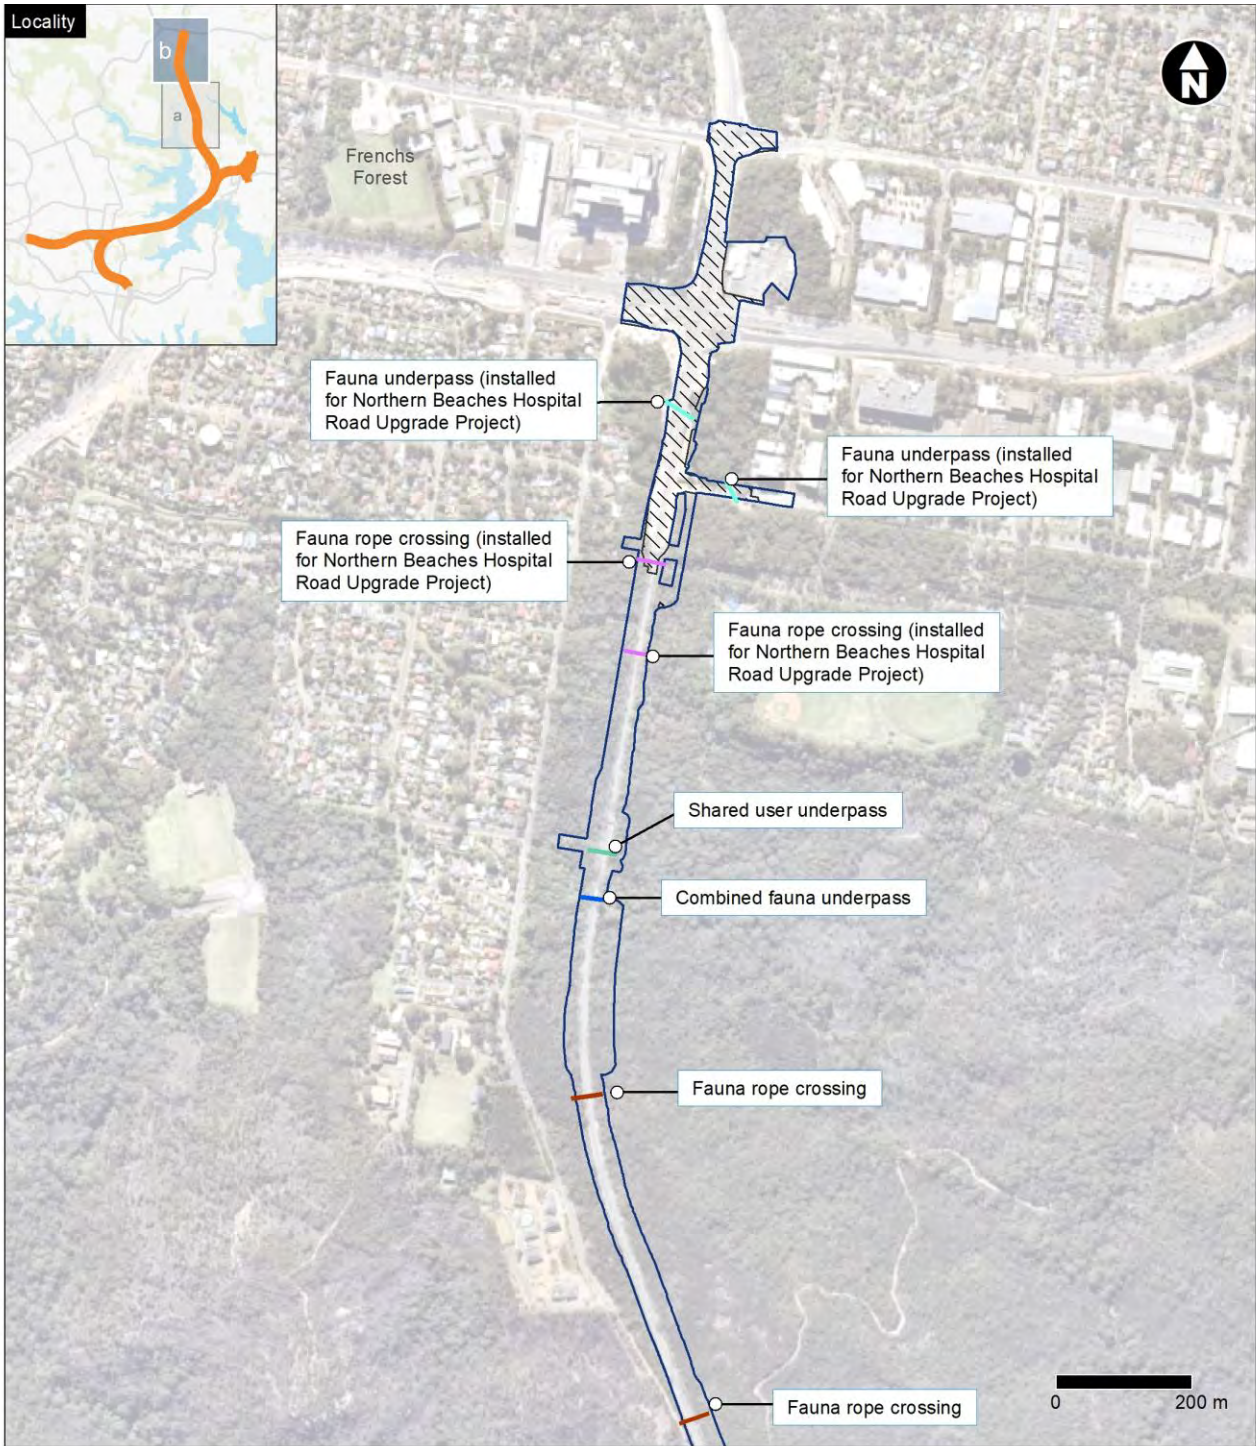 Locality
b
a
N
Frenchs
Forest
Fauna underpass (installed
for Northern Beaches Hospital
Road Upgrade Project)
Fauna underpass (installed
for Northern Beaches Hospital
Road Upgrade Project)
Fauna rope crossing (installed
for Northern Beaches Hospital
Road Upgrade Project)
Fauna rope crossing (installed
for Northern Beaches Hospital
Road Upgrade Project)
Shared user underpass
Combined fauna underpass
Fauna rope crossing
Fauna rope crossing
0 200 m